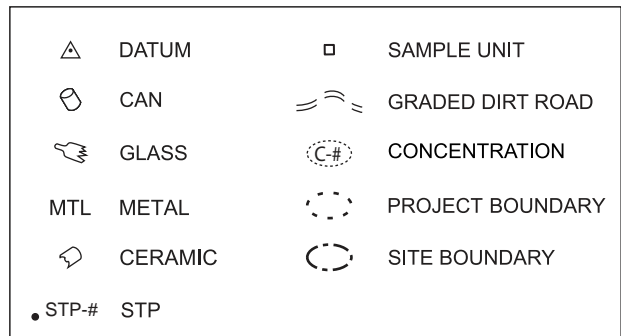 DATUM
CAN
GLASS
MTL METAL
CERAMIC
STP-# STP
SAMPLE UNIT
GRADED DIRT ROAD
C-# CONCENTRATION
PROJECT BOUNDARY
SITE BOUNDARY